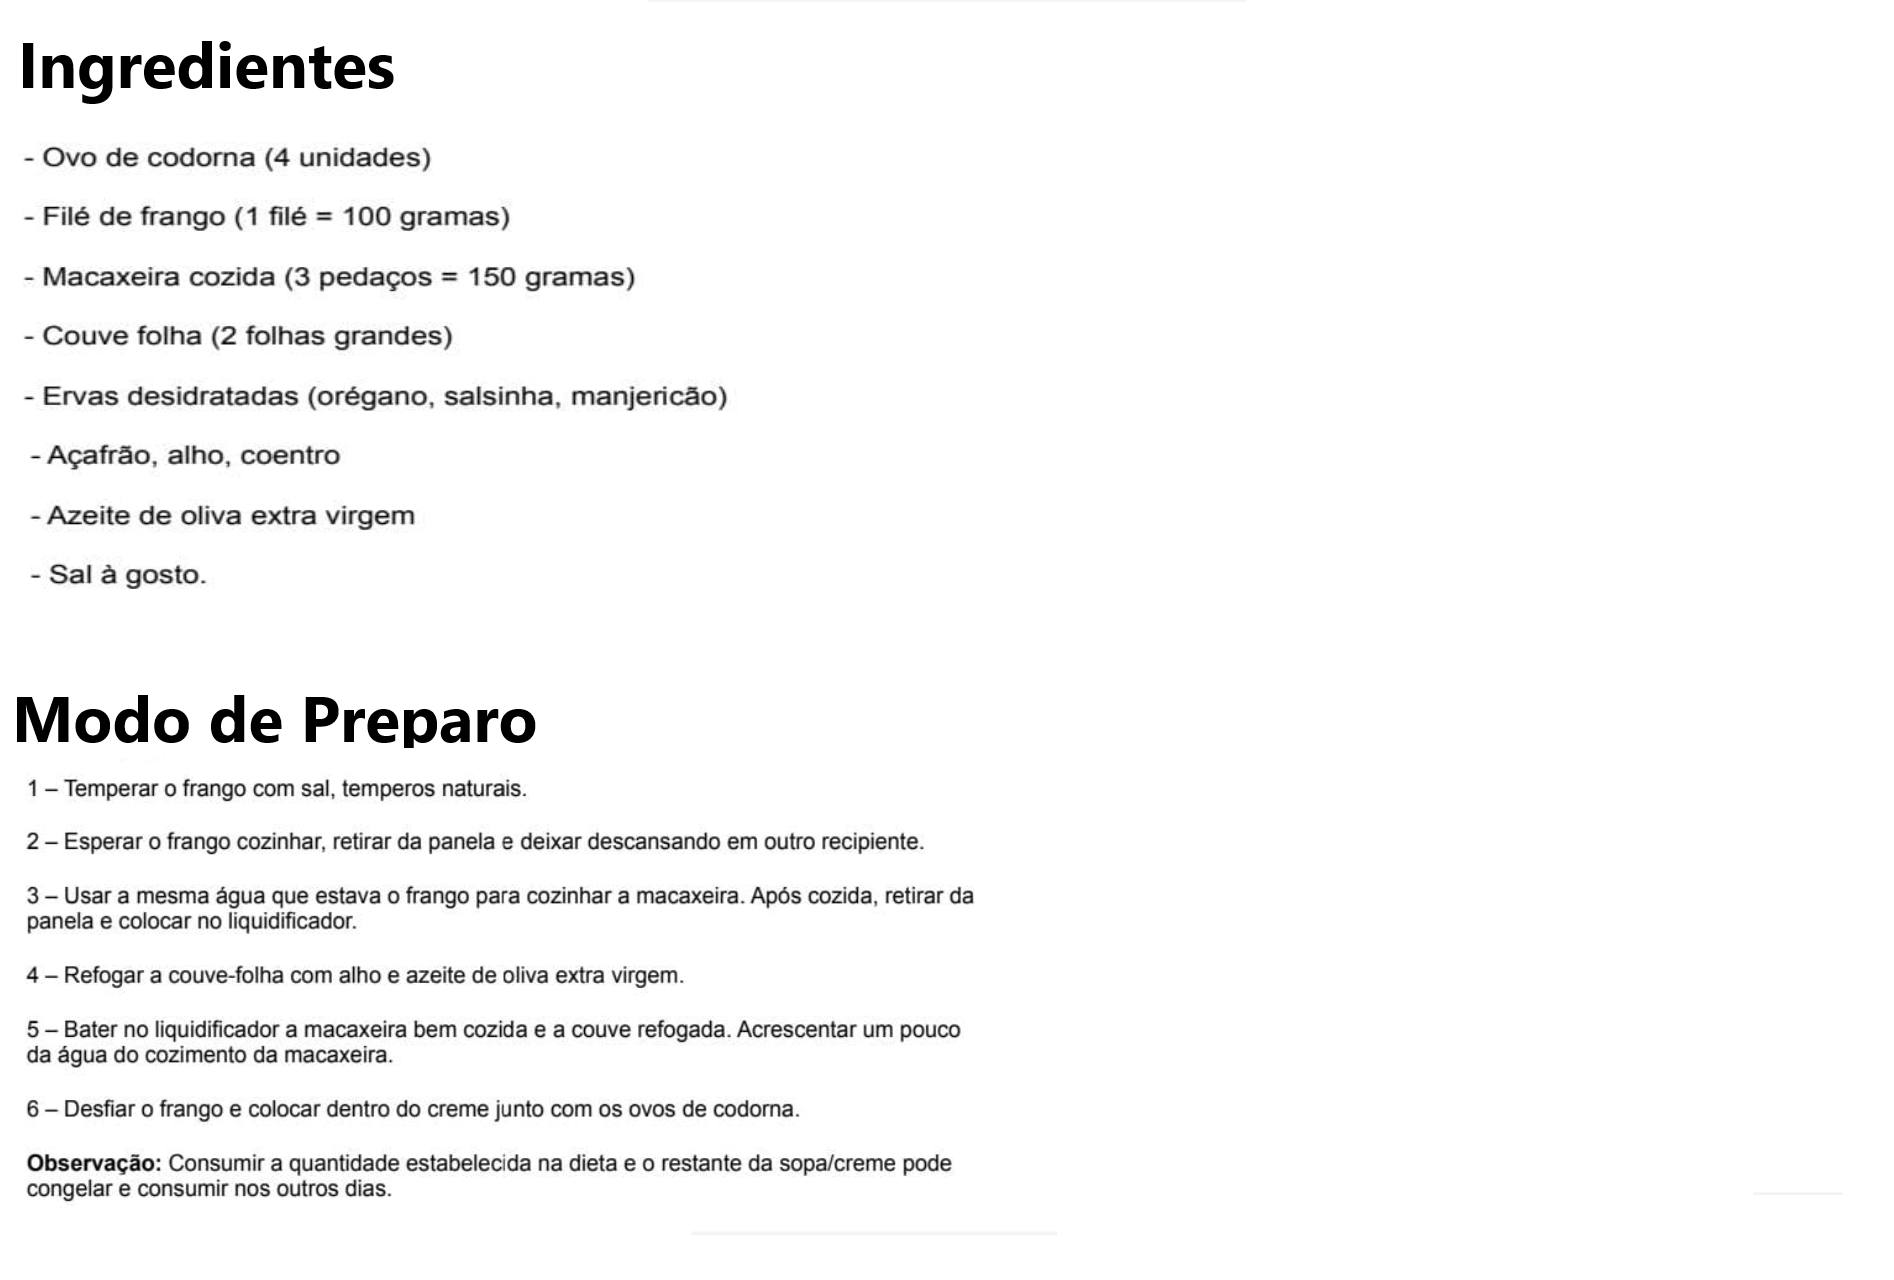 Ingredientes
- Ovo de codorna (4 unidades)
- Filé de frango (1 filé = 100 gramas)
- Macaxeira cozida (3 pedaços = 150 gramas)
- Couve folha (2 folhas grandes)
- Ervas desidratadas (orégano, salsinha, manjericão)
- Açafrão, alho, coentro
- Azeite de oliva extra virgem
- Sal à gosto.
Modo de Preparo
1 – Temperar o frango com sal, temperos naturais.
2 – Esperar o frango cozinhar, retirar da panela e deixar descansando em outro recipiente.
3 – Usar a mesma água que estava o frango para cozinhar a macaxeira. Após cozida, retirar da
panela e colocar no liquidificador.
4 – Refogar a couve-folha com alho e azeite de oliva extra virgem.
5 – Bater no liquidificador a macaxeira bem cozida e a couve refogada. Acrescentar um pouco
da água do cozimento da macaxeira.
6 – Desfiar o frango e colocar dentro do creme junto com os ovos de codorna.
Observação: Consumir a quantidade estabelecida na dieta e o restante da sopa/creme pode
congelar e consumir nos outros dias.